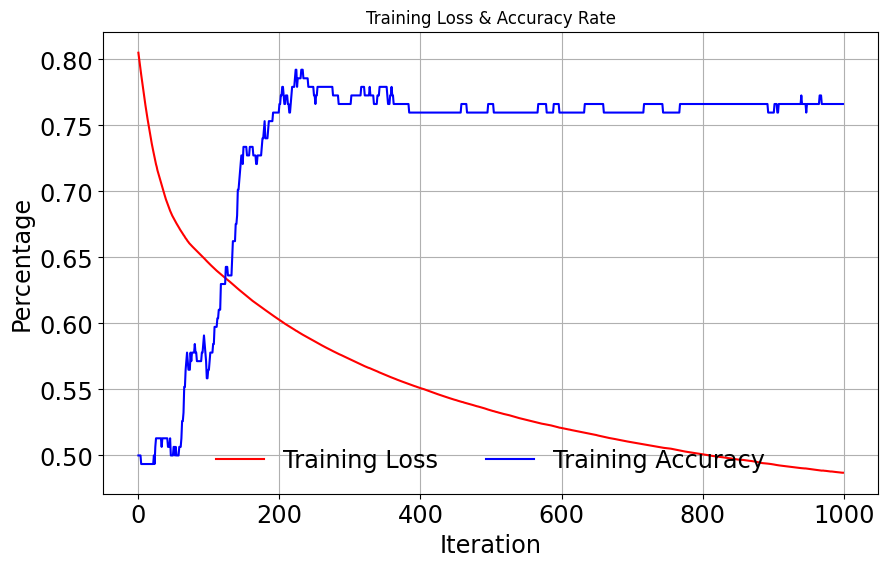 Training Loss & Accuracy Rate
0.80
0.75
0.70
0.65
0.60
0.55
0.50
Percentage
Training Loss Training Accuracy
0 200 400 600 800 1000
Iteration